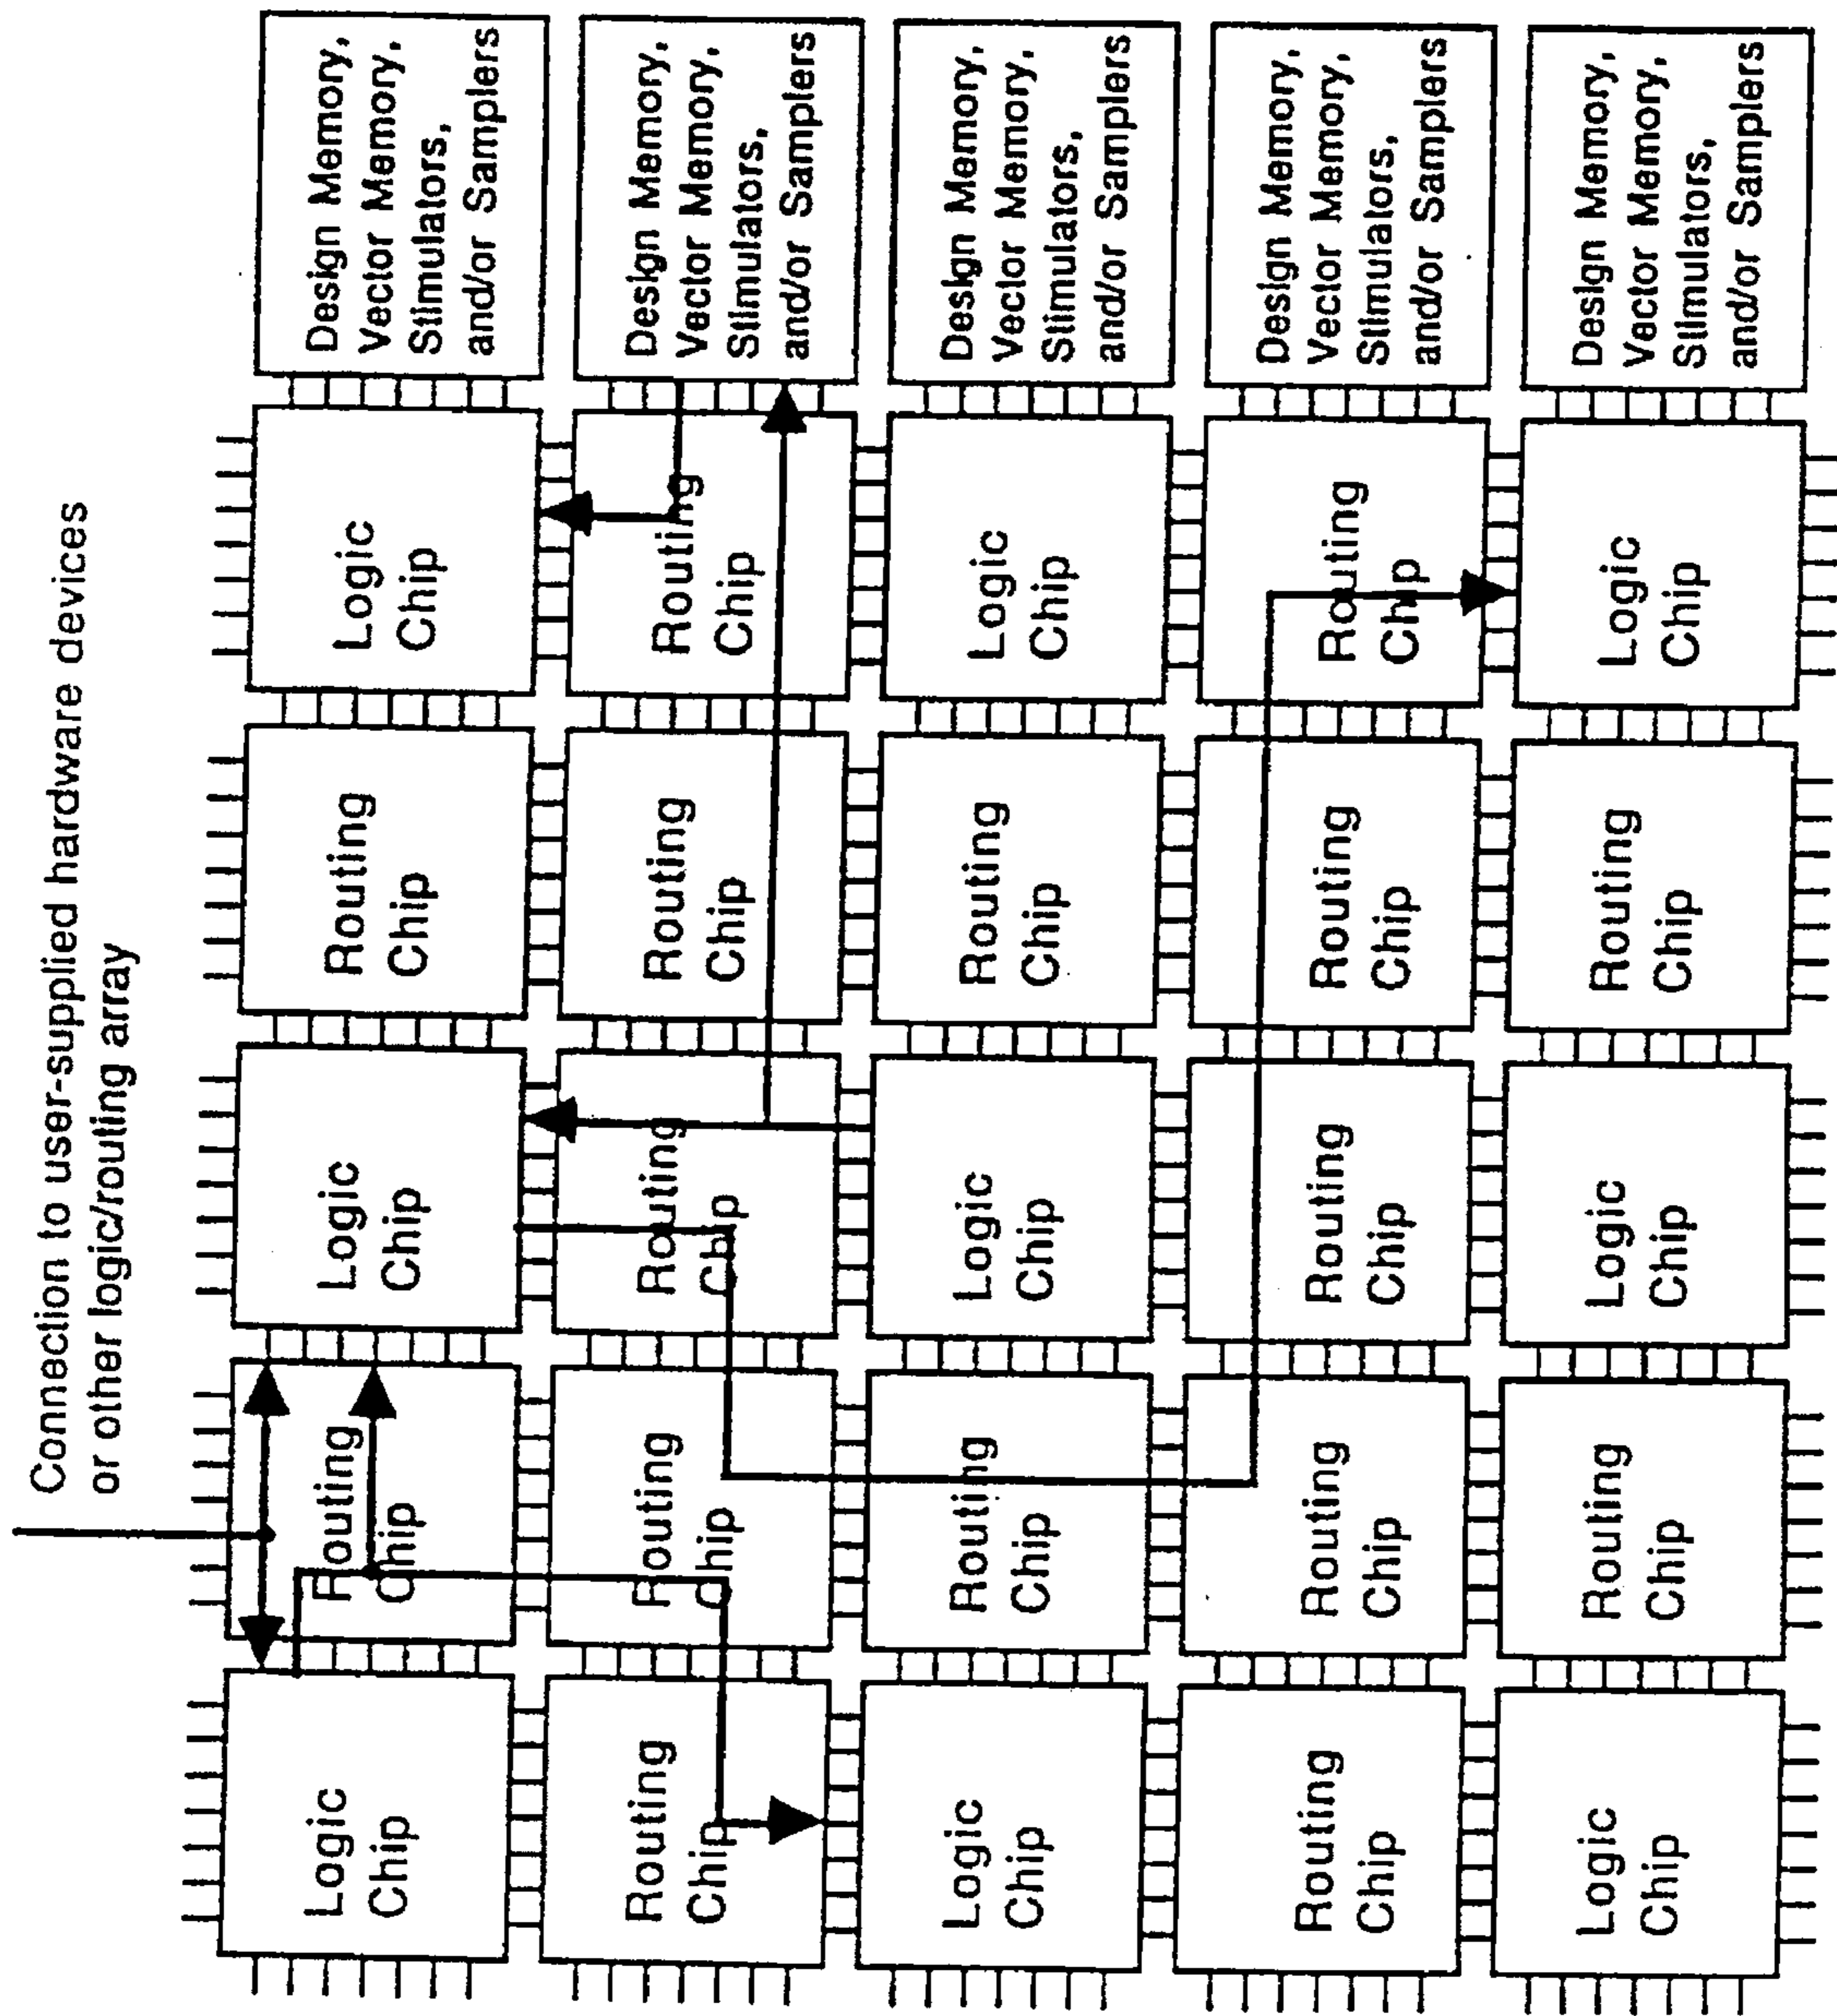 Connection to user-supplied hardware devices
or other logic/routing array
Logic
Chip
Routing
Chip
Logic
Chip
Routing
Chip
Logic
Chip
Design Memory,
Vector Memory,
Stimulators,
and/or Samplers
Routing
Chip
Routing
Chip
Routing
Chip
Routing
Chip
Routing
Chip
Design Memory,
Vector Memory,
Stimulators,
and/or Samplers
Logic
Chip
Routing
Chip
Logic
Chip
Routing
Chip
Logic
Chip
Design Memory,
Vector Memory,
Stimulators,
and/or Samplers
Routing
Chip
Routing
Chip
Routing
Chip
Routing
Chip
Routing
Chip
Design Memory,
Vector Memory,
Stimulators,
and/or Samplers
Logic
Chip
Routing
Chip
Logic
Chip
Routing
Chip
Logic
Chip
Design Memory,
Vector Memory,
Stimulators,
and/or Samplers